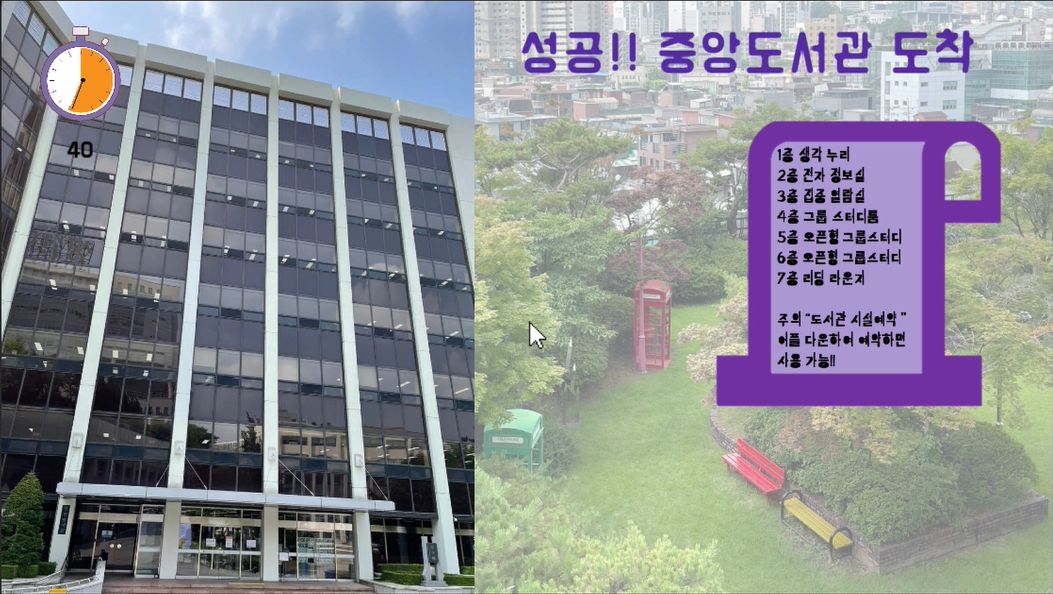 성공!! 중앙도서관 도착
40
1층 생각 누리
2층 전자 정보실
3층 집중 열람실
4층 그룹 스터디룸
5층 오픈형 그룹스터디
6층 오픈형 그룹스터디
7층 리딩 라운지
주의 "도서관 시설예약 "
어플 다운하여 예약하면
사용 가능!!